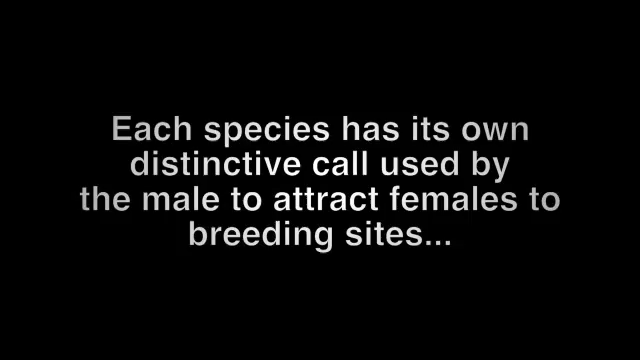 Each species has its own
distinctive call used by
the male to attract females to
breeding sites...